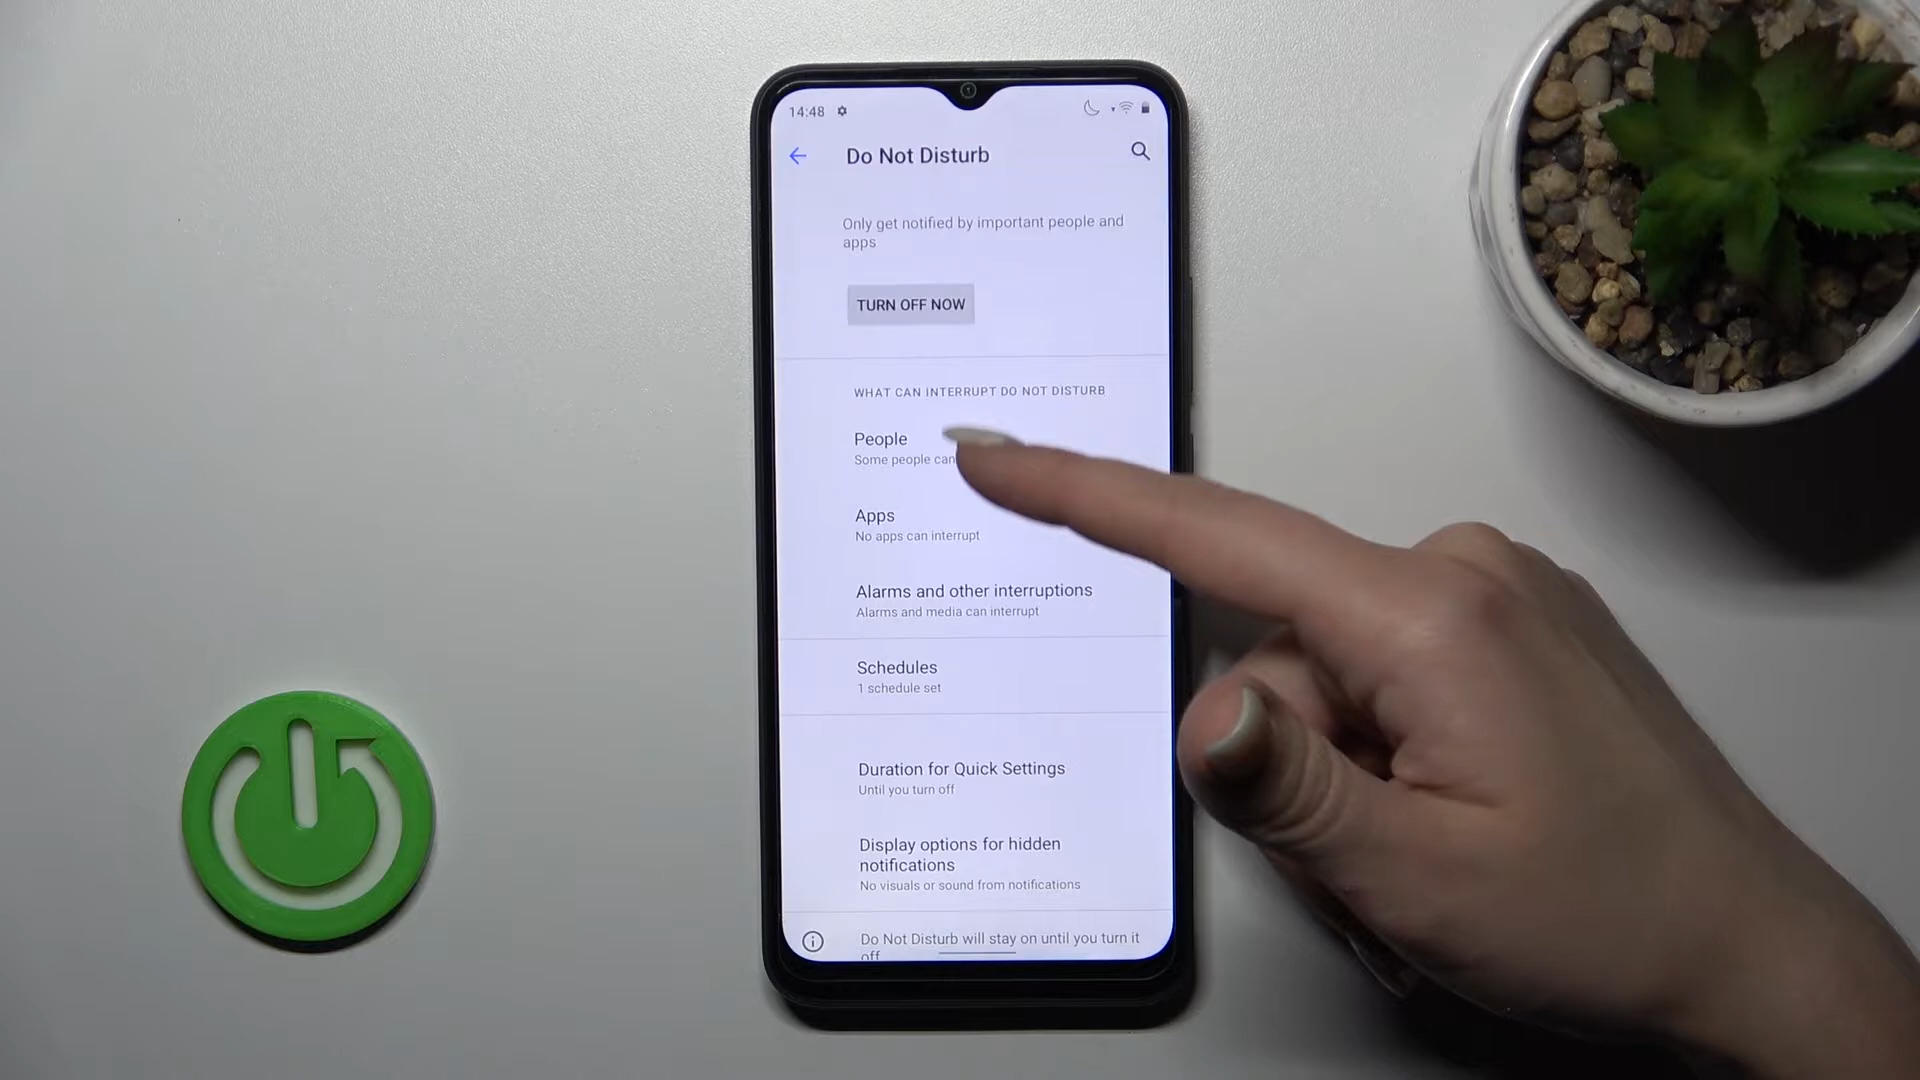 14:48
Do Not Disturb
Only get notified by important people and
apps
TURN OFF NOW
WHAT CAN INTERRUPT DO NOT DISTURB
People
Some people can
Apps
No apps can interrupt
Alarms and other interruptions
Alarms and media can interrupt
Schedules
1 schedule set
Duration for Quick Settings
Until you turn off
Display options for hidden
notifications
No visuals or sound from notifications
Do Not Disturb will stay on until you turn it
off